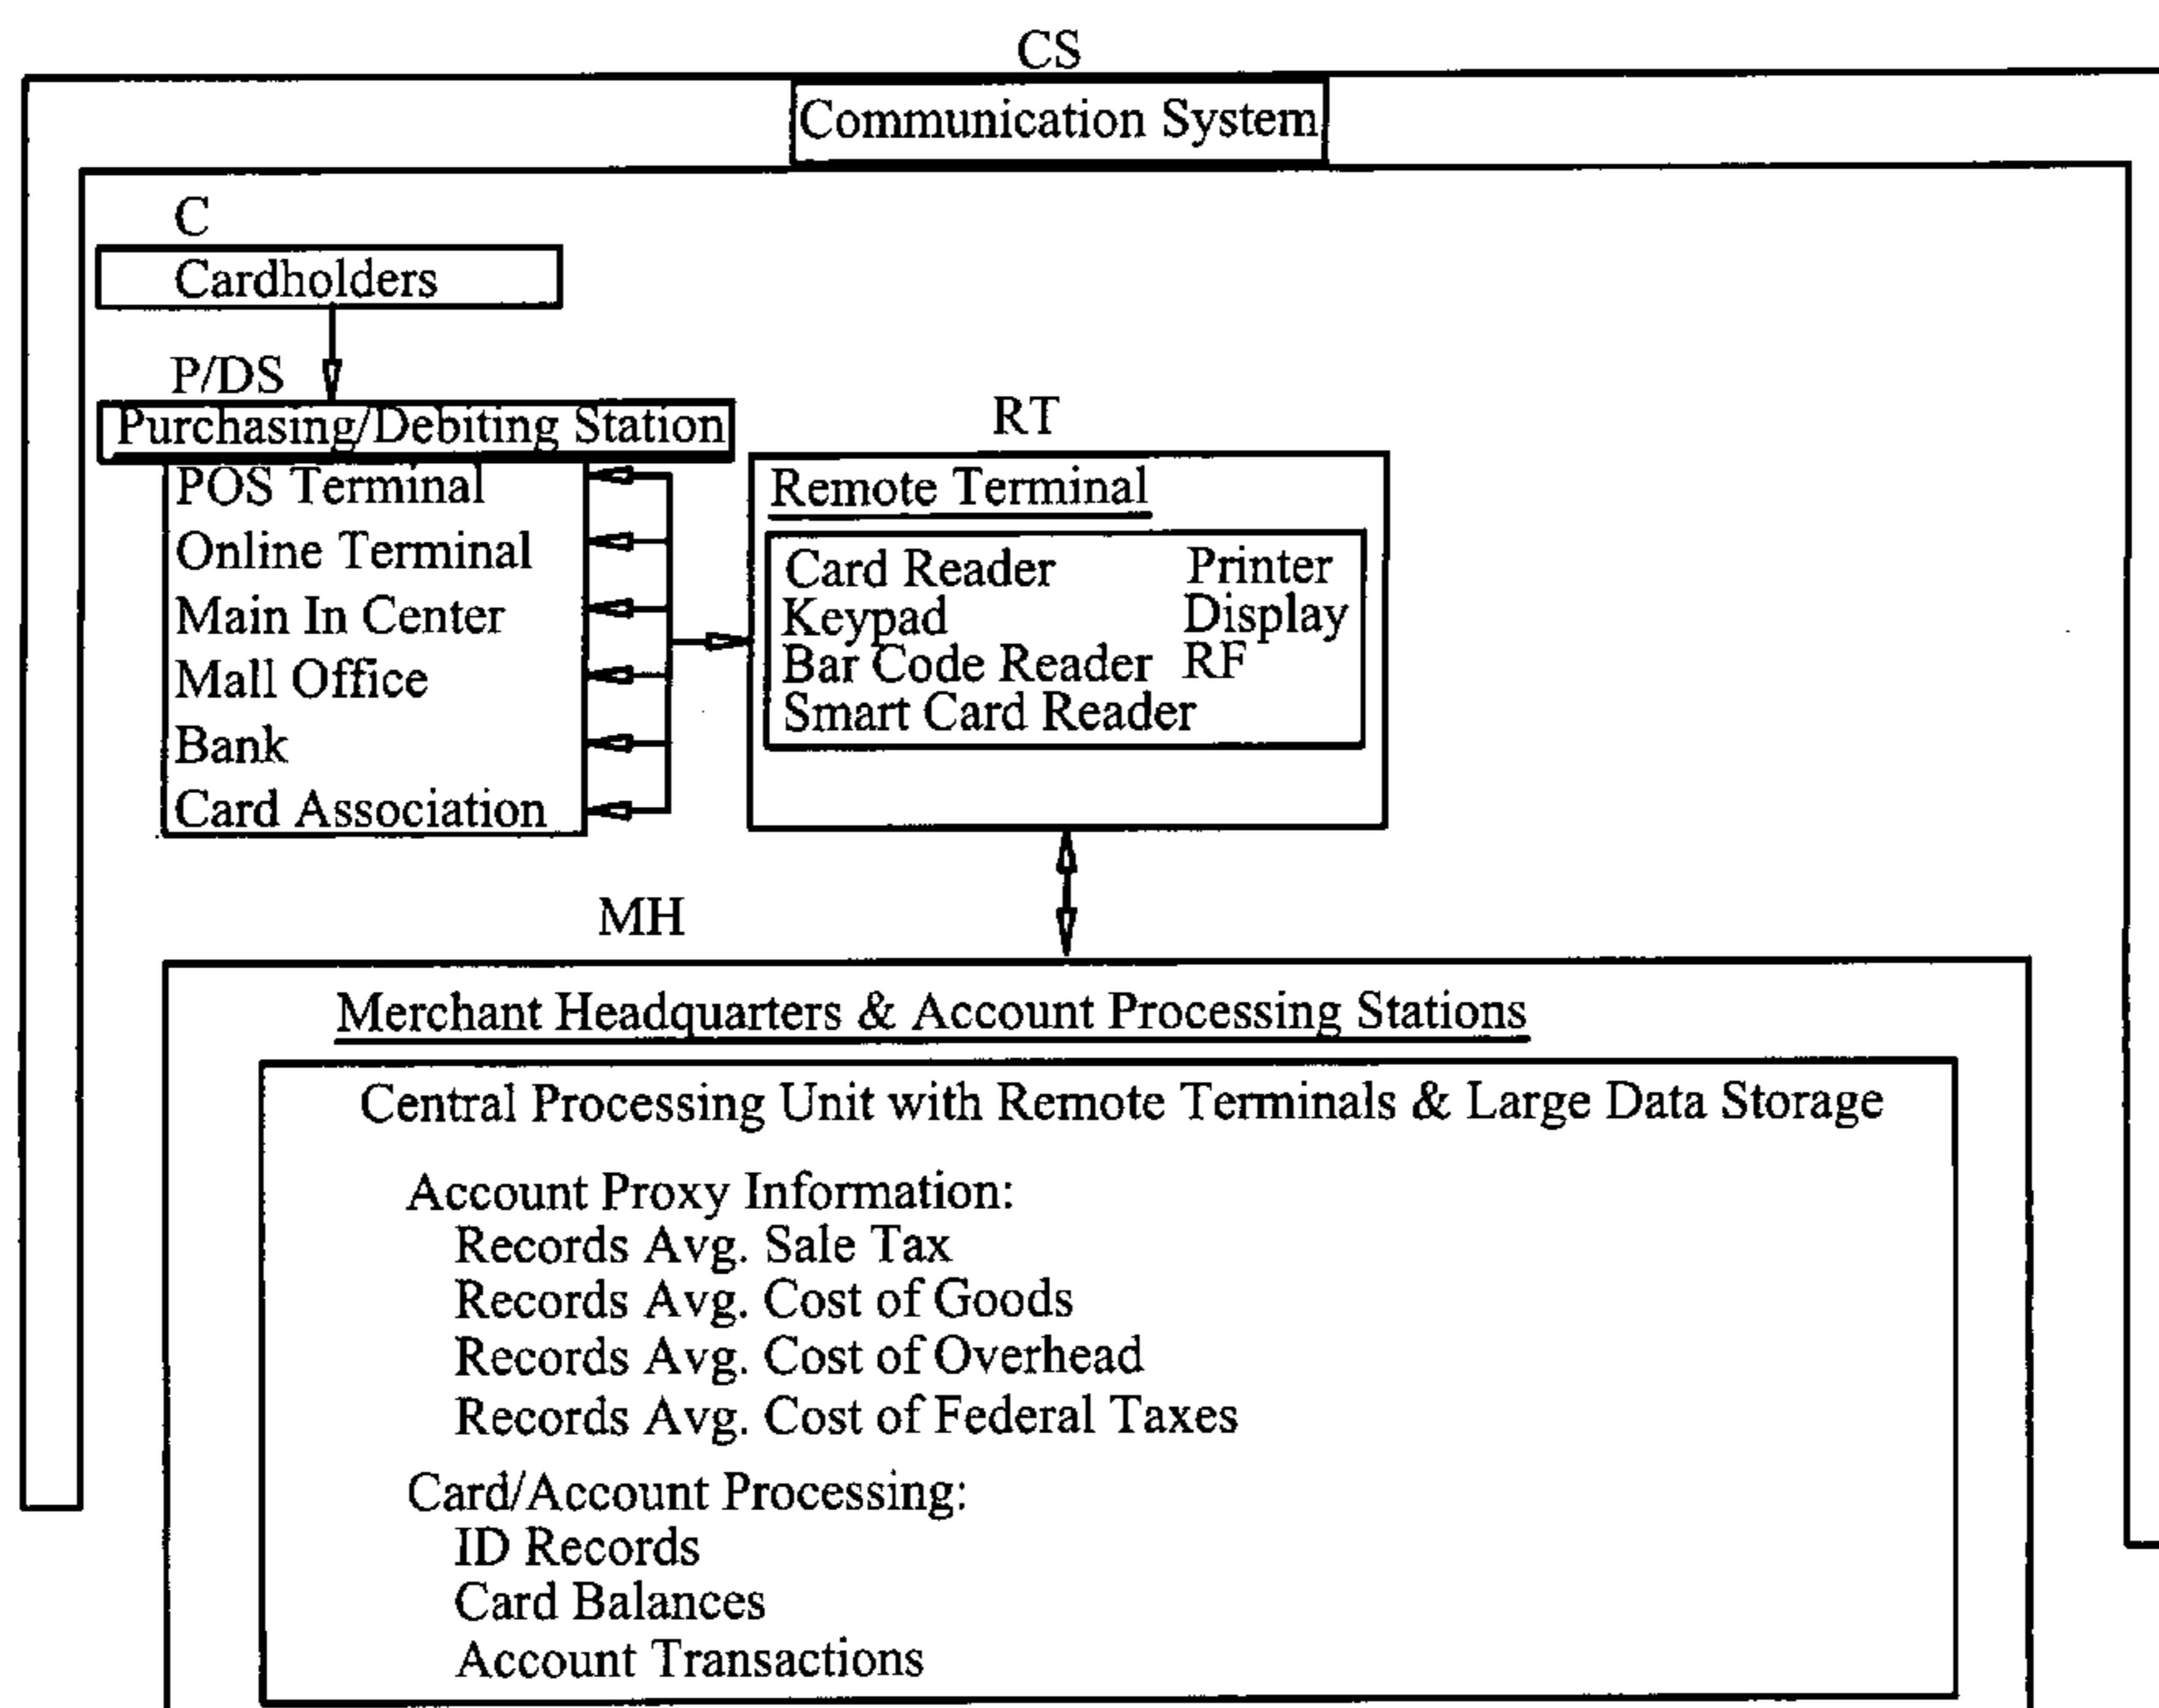 CS
Communication System
C
Cardholders
P/DS
Purchasing/Debiting Station
POS Terminal
Online Terminal
Main In Center
Mall Office
Bank
Card Association
RT
Remote Terminal
Card Reader Printer
Keypad Display
Bar Code Reader RF
Smart Card Reader
MH
Merchant Headquarters & Account Processing Stations
Central Processing Unit with Remote Terminals & Large Data Storage
Account Proxy Information:
Records Avg. Sale Tax
Records Avg. Cost of Goods
Records Avg. Cost of Overhead
Records Avg. Cost of Federal Taxes
Card/Account Processing:
ID Records
Card Balances
Account Transactions